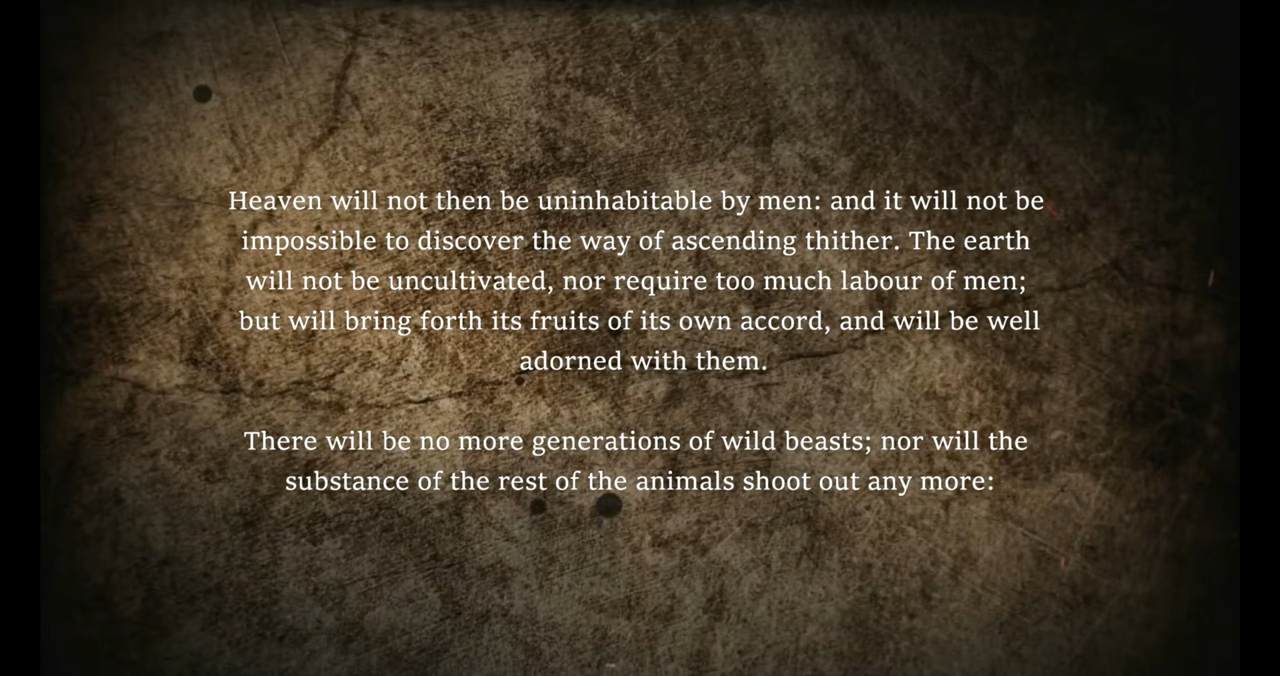 Heaven will not then be uninhabitable by men: and it will not be
impossible to discover the way of ascending thither. The earth
will not be uncultivated, nor require too much labour of men;
but will bring forth its fruits of its own accord, and will be well
adorned with them.
There will be no more generations of wild beasts; nor will the
substance of the rest of the animals shoot out any more: